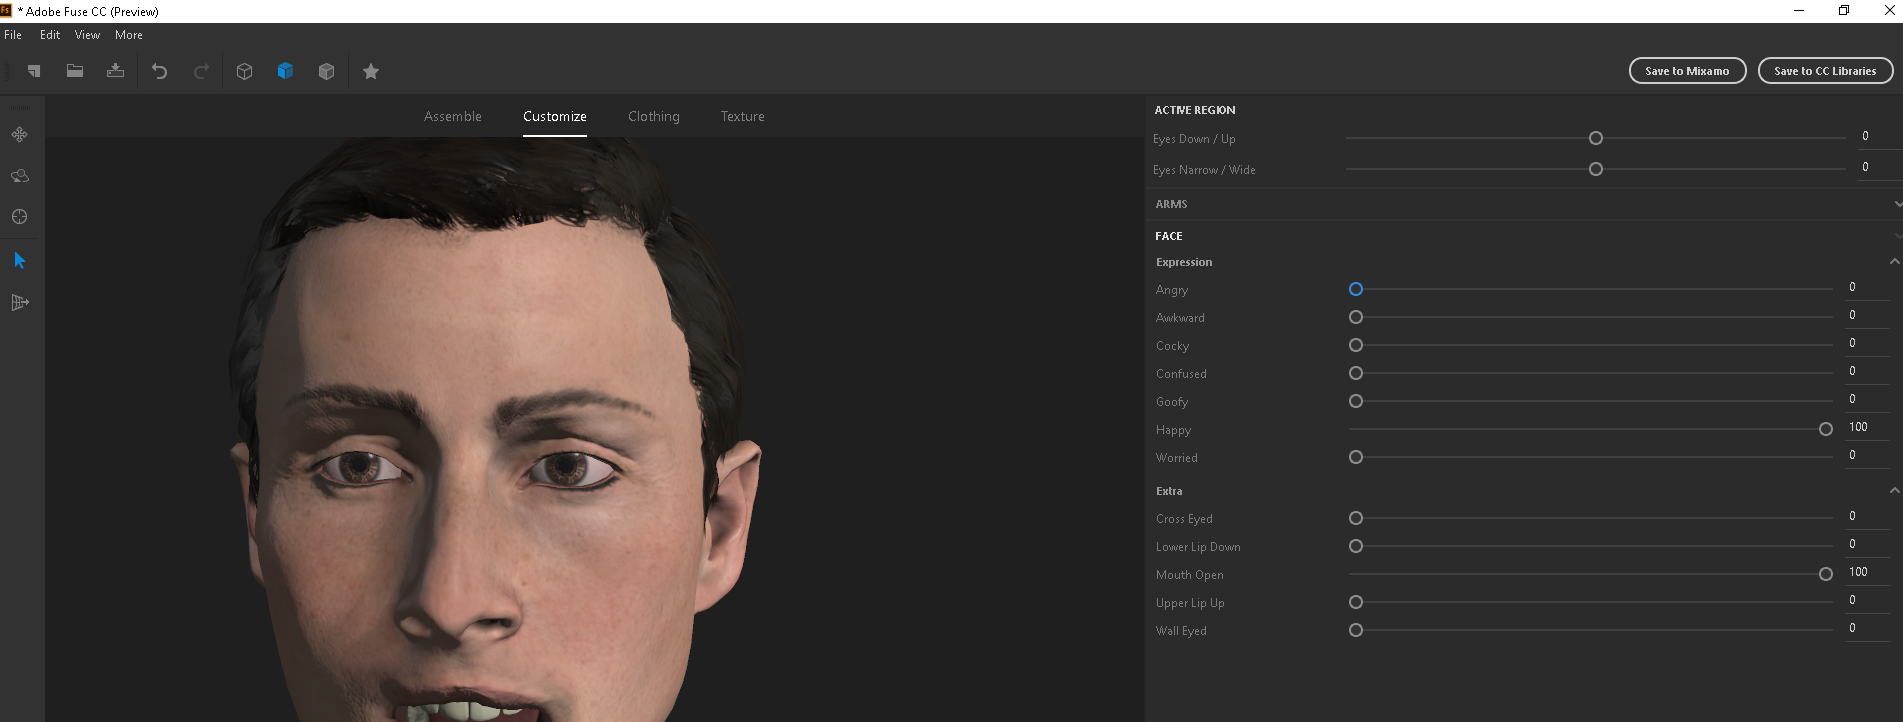 Fs * Adobe Fuse CC (Preview)
File Edit View More
Save to Mixamo Save to CC Libraries
Assemble Customize Clothing Texture
ACTIVE REGION
Eyes Down / Up 0
Eyes Narrow / Wide 0
ARMS
FACE
Expression
Angry 0
Awkward 0
Cocky 0
Confused 0
Goofy 0
Happy 100
Worried 0
Extra
Cross Eyed 0
Lower Lip Down 0
Mouth Open 100
Upper Lip Up 0
Wall Eyed 0